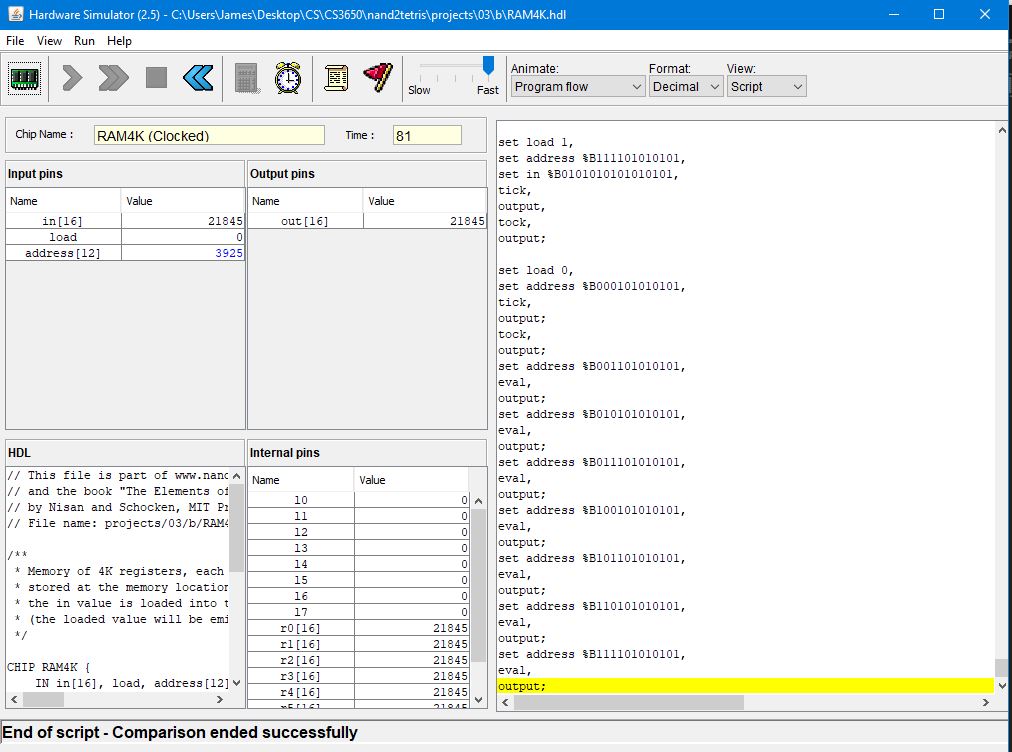 Hardware Simulator (2.5) - C:\Users\James\Desktop\CS\CS3650\nand2tetris\projects\03\b\RAM4K.hdl
File View Run Help
Slow Fast
Animate: Format: View:
Program flow Decimal Script
Chip Name : RAM4K (Clocked) Time : 81
Input pins
Name Value
in[16] 21845
load 0
address[12] 3925
Output pins
Name Value
out[16] 21845
HDL
// This file is part of www.nand
// and the book "The Elements of
// by Nisan and Schocken, MIT Pr
// File name: projects/03/b/RAM4
/**
* Memory of 4K registers, each
* stored at the memory location
* the in value is loaded into t
* (the loaded value will be emi
*/
CHIP RAM4K {
IN in[16], load, address[12]
Internal pins
Name Value
l0 0
l1 0
l2 0
l3 0
l4 0
l5 0
l6 0
l7 0
r0[16] 21845
r1[16] 21845
r2[16] 21845
r3[16] 21845
r4[16] 21845
r5[16] 21845
set load 1,
set address %B111101010101,
set in %B0101010101010101,
tick,
output,
tock,
output;
set load 0,
set address %B000101010101,
tick,
output;
tock,
output;
set address %B001101010101,
eval,
output;
set address %B010101010101,
eval,
output;
set address %B011101010101,
eval,
output;
set address %B100101010101,
eval,
output;
set address %B101101010101,
eval,
output;
set address %B110101010101,
eval,
output;
set address %B111101010101,
eval,
output;
End of script - Comparison ended successfully